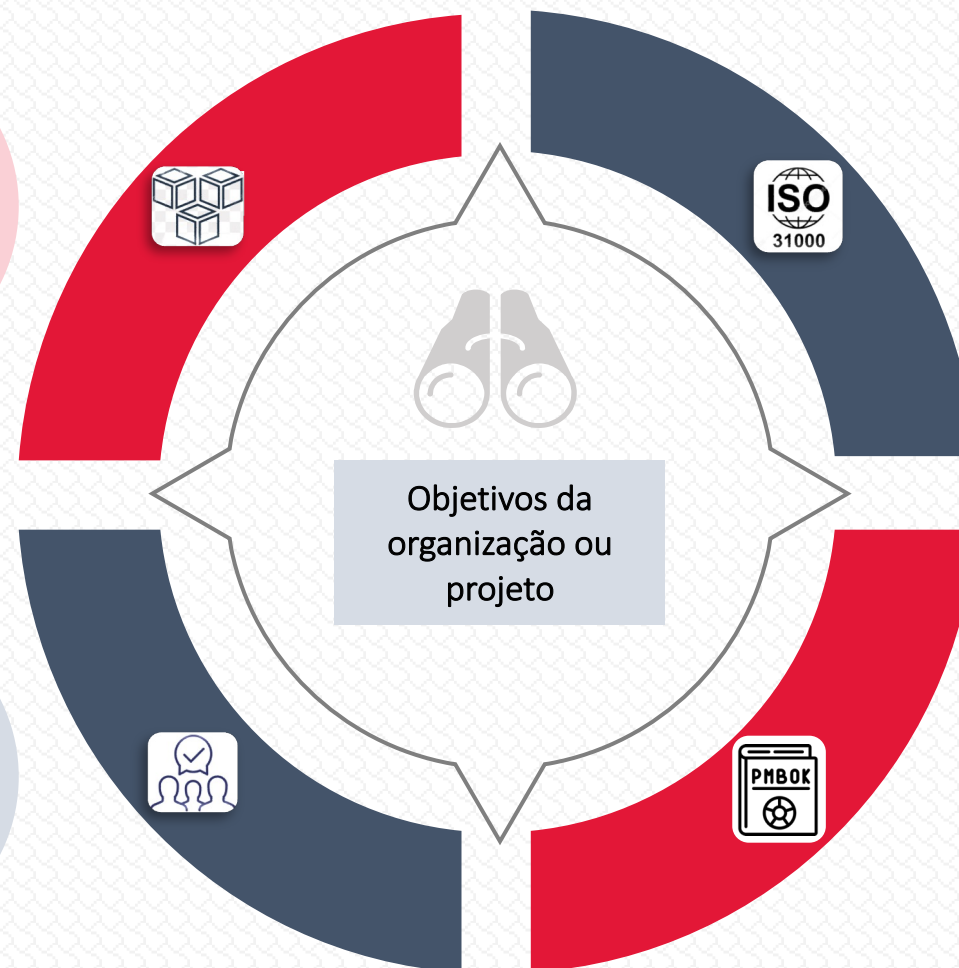 ISO
31000
Objetivos da
organização ou
projeto
PMBOK